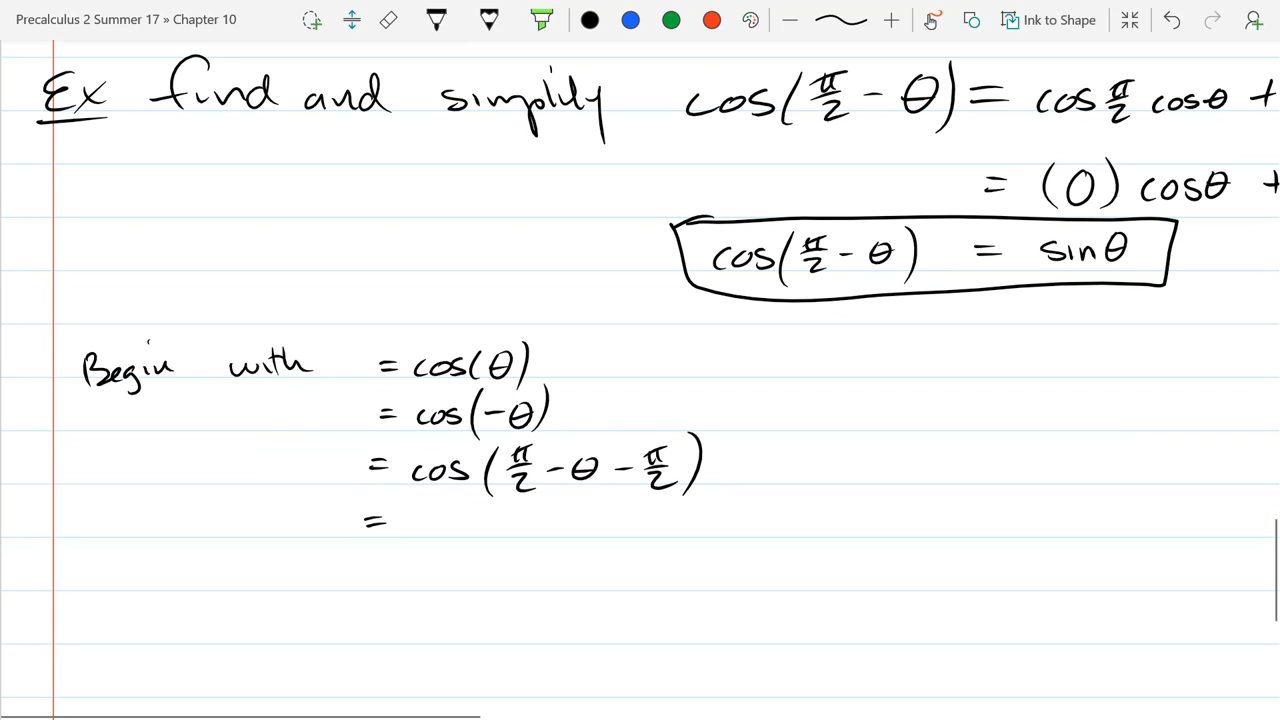 Precalculus 2 Summer 17 » Chapter 10
Ink to Shape
Ex find and simplify cos(π/2 - θ) = cos π/2 cosθ +
= (0) cosθ +
cos(π/2 - θ) = sinθ
Begin with = cos(θ)
= cos(-θ)
= cos(π/2 - θ - π/2)
=